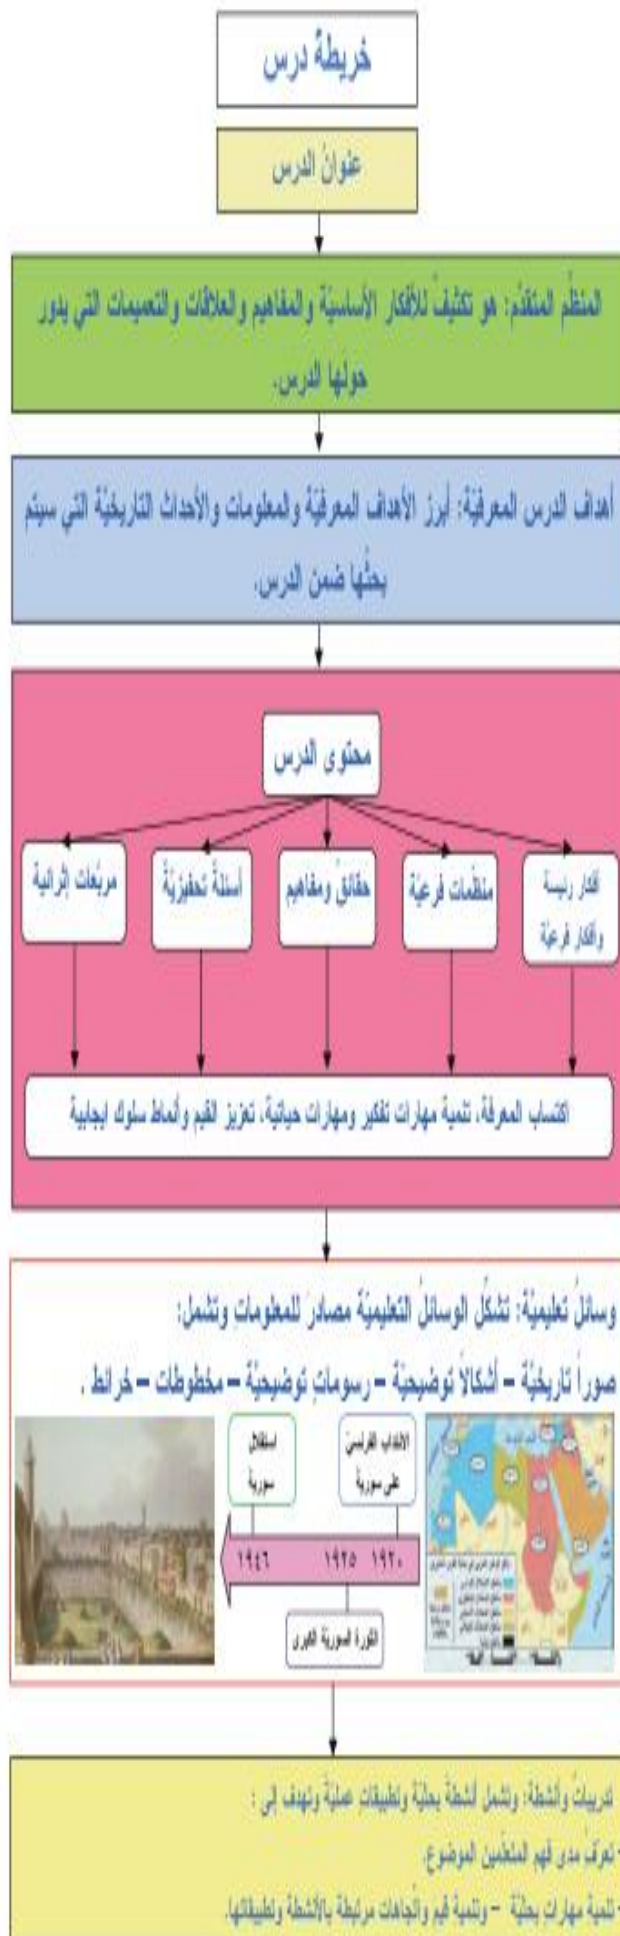 خريطةُ درس
عنوانُ الدرس
المنظّم المتقدّم: هو تكثيفٌ للأفكار الأساسيّة والمفاهيم والعلاقات والتعميمات التي يدور
حولها الدرس.
أهداف الدرس المعرفيّة: أبرز الأهداف المعرفيّة والمعلومات والأحداث التاريخيّة التي سيتم
بحثُها ضمن الدرس.
محتوى الدرس
أفكار رئيسة
وأفكار فرعيّة
منظّمات فرعيّة
حقائقٌ ومفاهيم
أسئلةٌ تحفيزيّةٌ
مربّعات إثرائية
اكتساب المعرفة، تنمية مهارات تفكير ومهارات حياتية، تعزيز القيم وأنماط سلوك ايجابية
وسائلُ تعليميّة: تشكّل الوسائلُ التعليميّة مصادرَ للمعلوماتِ وتشمل:
صوراً تاريخيّة – أشكالاً توضيحيّة – رسوماتٍ توضيحيّة – مخطوطات – خرائط .
الانتداب الفرنسيّ
على سوريةَ
استقلال
سوريةَ
١٩٢٠
١٩٢٥
١٩٤٦
الثورة السوريّة الكبرى
تدريباتٌ وأنشطة: وتشمل أنشطةً بحثيّة وتطبيقاتٍ عمليّة وتهدف إلى :
- تعرّف مدى فهم المتعلّمين الموضوع.
- تنمية مهاراتٍ بحثيّة – وتنمية قيم واتّجاهات مرتبطة بالأنشطة وتطبيقاتها.